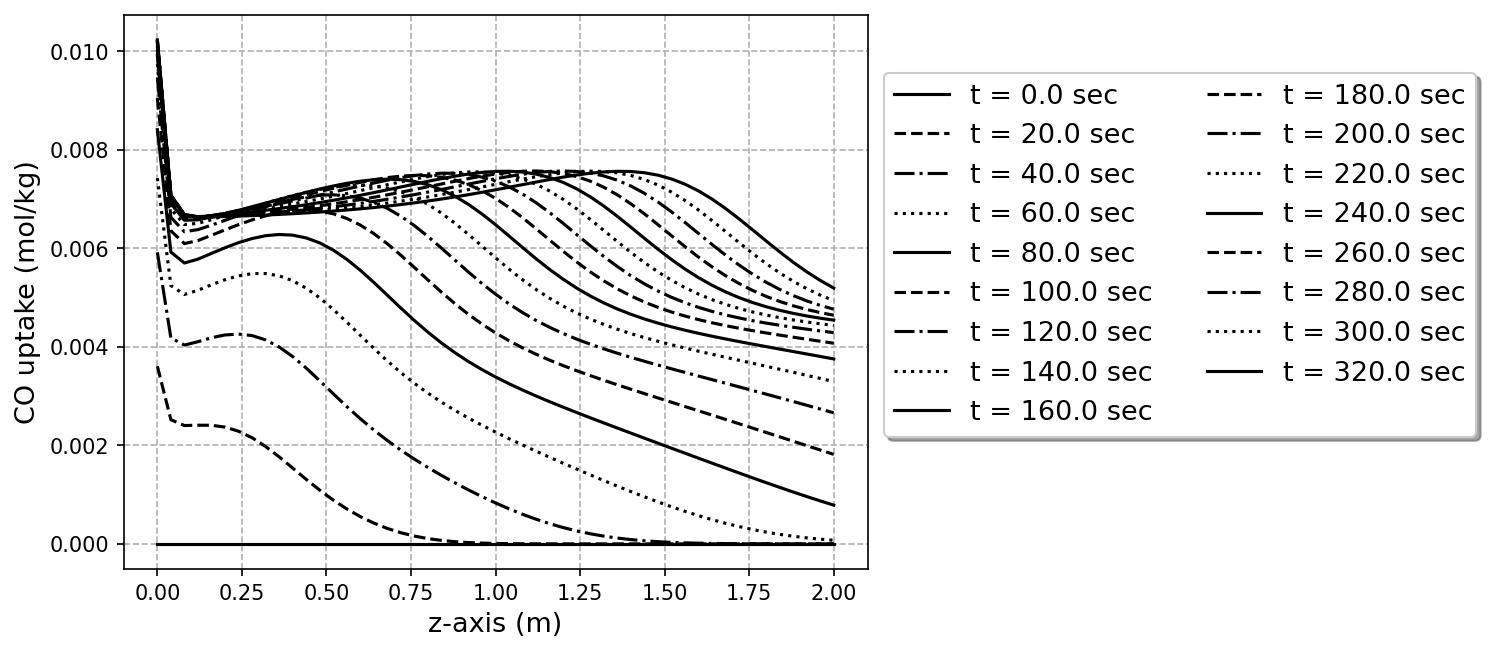 0.010
0.008
0.006
0.004
0.002
0.000
CO uptake (mol/kg)
0.00 0.25 0.50 0.75 1.00 1.25 1.50 1.75 2.00
z-axis (m)
t = 0.0 sec
t = 20.0 sec
t = 40.0 sec
t = 60.0 sec
t = 80.0 sec
t = 100.0 sec
t = 120.0 sec
t = 140.0 sec
t = 160.0 sec
t = 180.0 sec
t = 200.0 sec
t = 220.0 sec
t = 240.0 sec
t = 260.0 sec
t = 280.0 sec
t = 300.0 sec
t = 320.0 sec